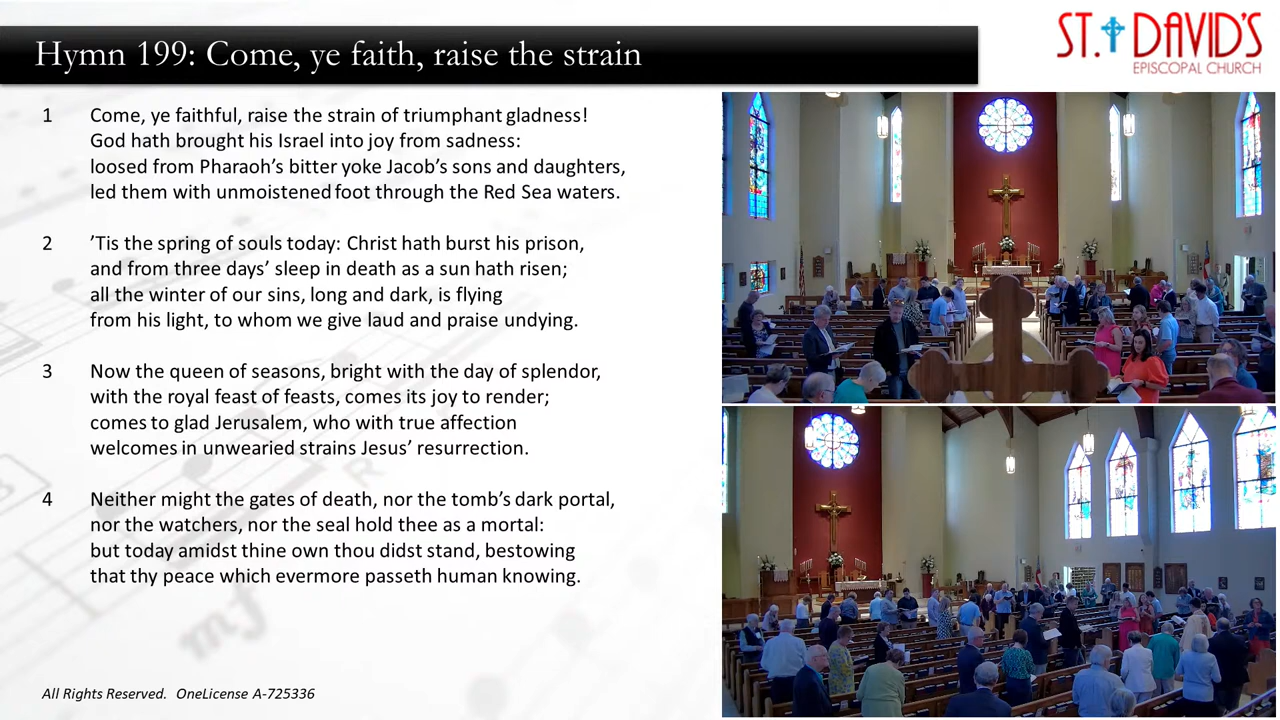 Hymn 199: Come, ye faith, raise the strain
ST. DAVID'S
EPISCOPAL CHURCH
1 Come, ye faithful, raise the strain of triumphant gladness!
God hath brought his Israel into joy from sadness:
loosed from Pharaoh's bitter yoke Jacob's sons and daughters,
led them with unmoistened foot through the Red Sea waters.
2 ’Tis the spring of souls today: Christ hath burst his prison,
and from three days’ sleep in death as a sun hath risen;
all the winter of our sins, long and dark, is flying
from his light, to whom we give laud and praise undying.
3 Now the queen of seasons, bright with the day of splendor,
with the royal feast of feasts, comes its joy to render;
comes to glad Jerusalem, who with true affection
welcomes in unwearied strains Jesus’ resurrection.
4 Neither might the gates of death, nor the tomb’s dark portal,
nor the watchers, nor the seal hold thee as a mortal:
but today amidst thine own thou didst stand, bestowing
that thy peace which evermore passeth human knowing.
mf
All Rights Reserved. OneLicense A-725336